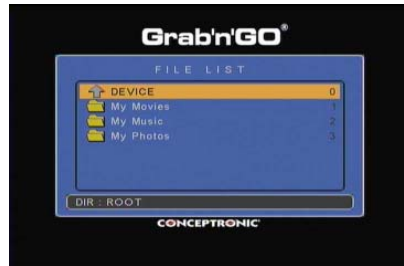 Grab'n'GO®
FILE LIST
DEVICE 0
My Movies 1
My Music 2
My Photos 3
DIR : ROOT
CONCEPTRONIC